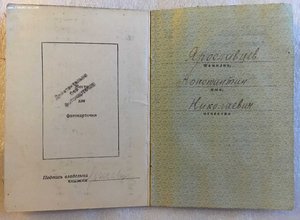 для
фотокарточки
Подпись владельца
книжки
Ярославцев
фамилия
Константин
имя
Николаевич
отчество